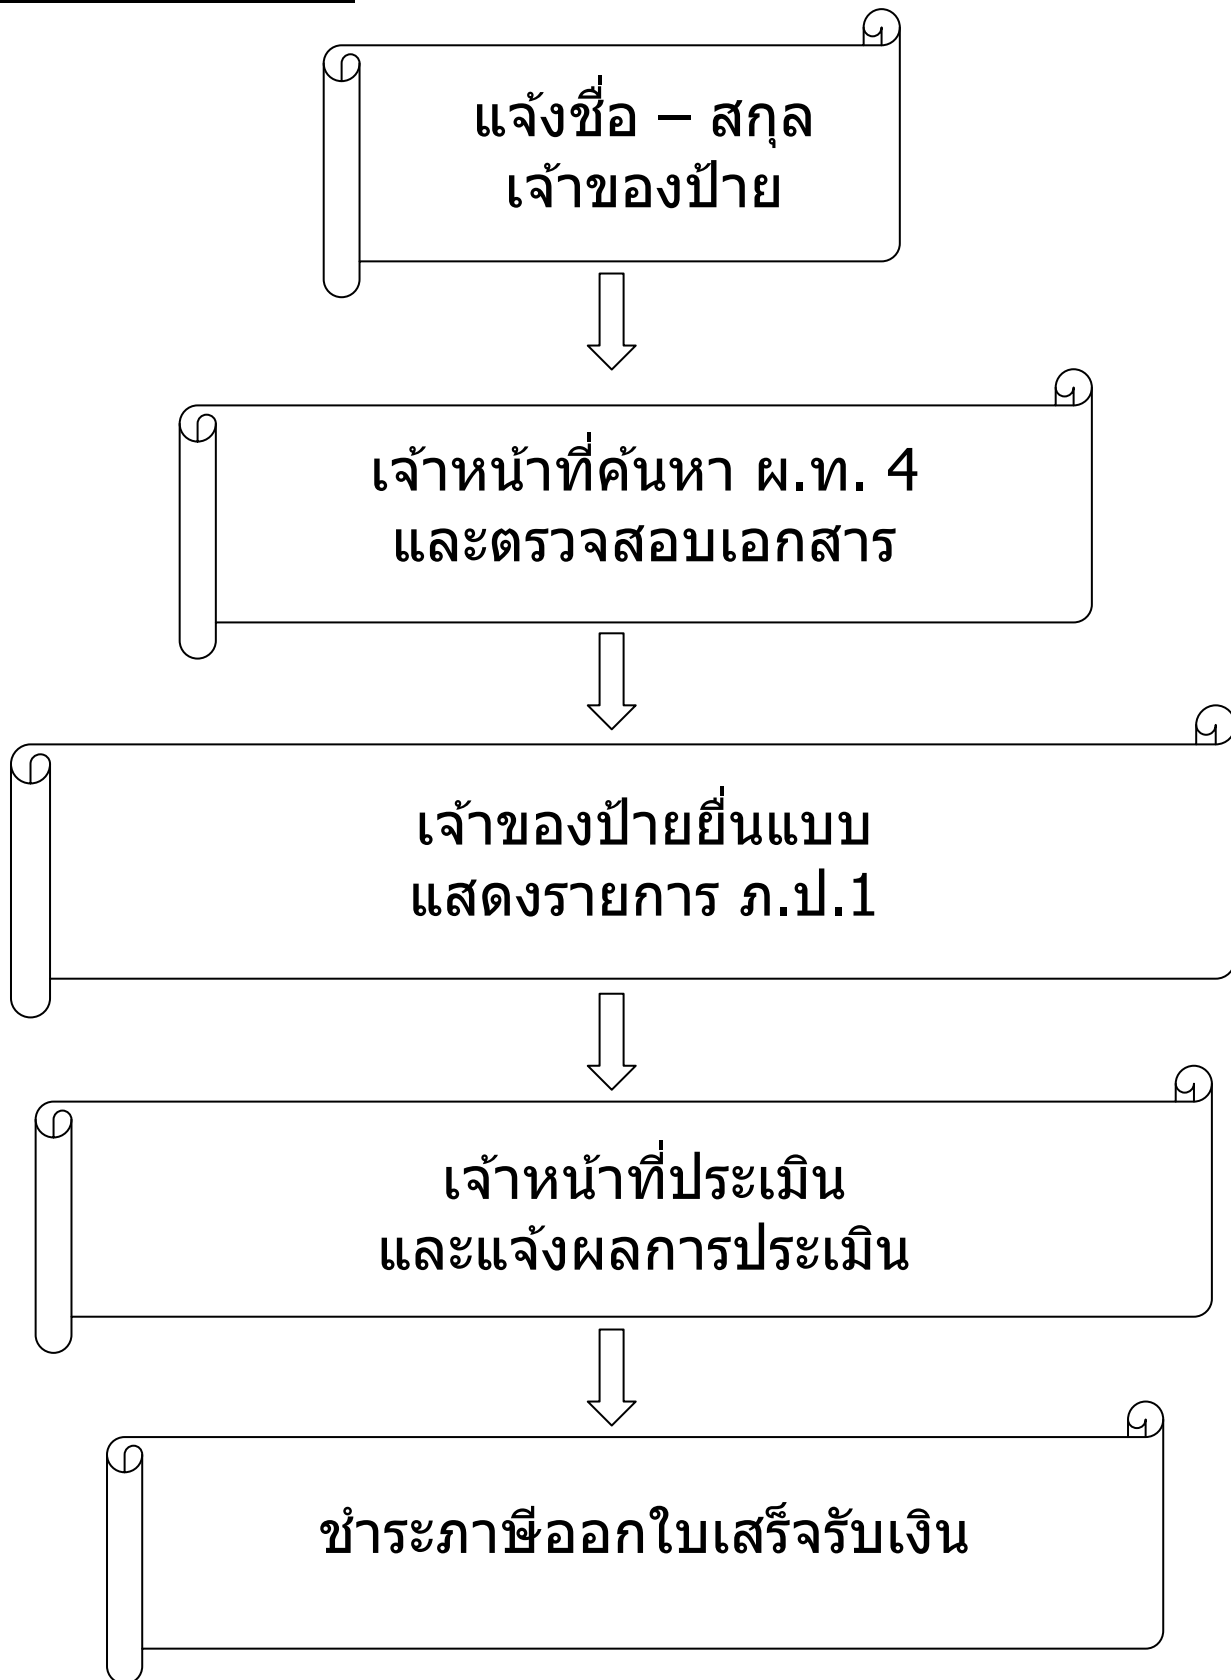 แจ้งชื่อ – สกุล
เจ้าของป้าย
เจ้าหน้าที่ค้นหา ผ.ท. 4
และตรวจสอบเอกสาร
เจ้าของป้ายยื่นแบบ
แสดงรายการ ภ.ป.1
เจ้าหน้าที่ประเมิน
และแจ้งผลการประเมิน
ชำระภาษีออกใบเสร็จรับเงิน